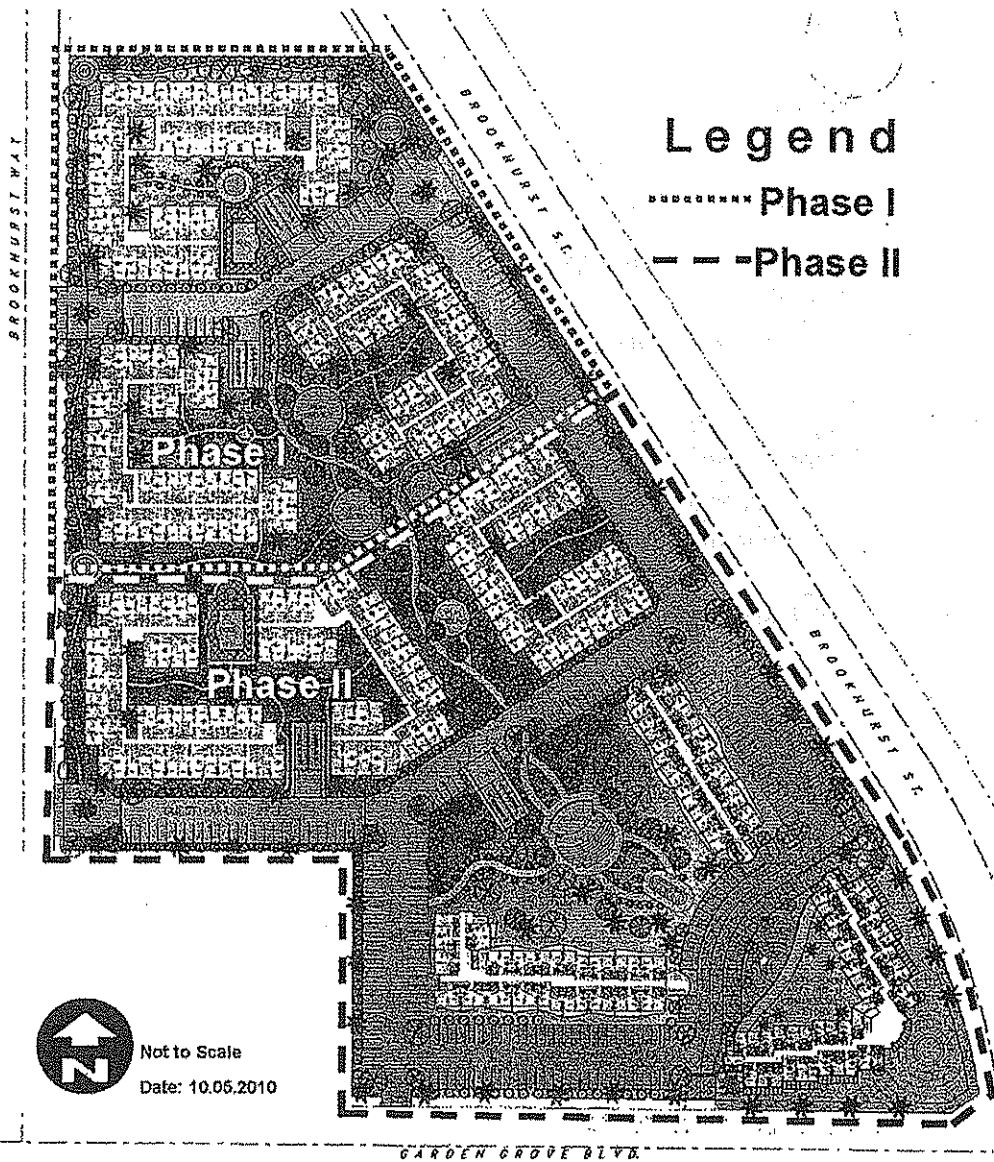 BROOKHURST WAY
BROOKHURST ST.
Legend
Phase I
Phase II
Phase I
Phase II
BROOKHURST ST.
N
Not to Scale
Date: 10.05.2010
GARDEN GROVE BLVD.